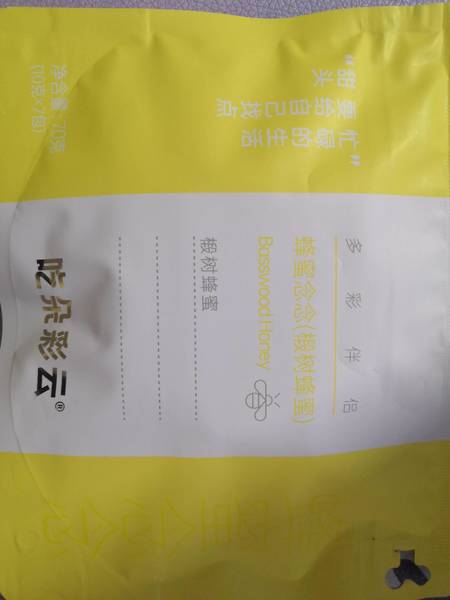 多彩伴侣
蜂蜜念念(椴树蜂蜜)
Basswood Honey
椴树蜂蜜
吃朵彩云®
“忙碌的生活
要给自己找点
甜头”
净含量:70克
(10克×7包)